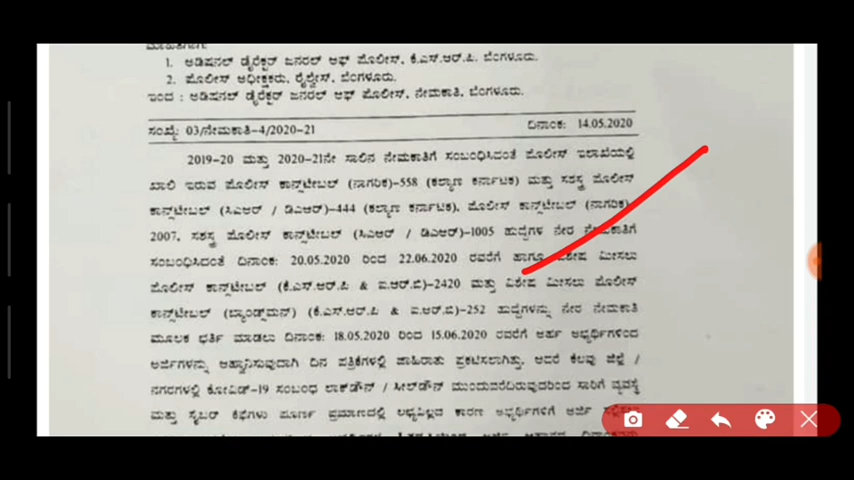 1. ಅಡಿಷನಲ್ ಡೈರೆಕ್ಟರ್ ಜನರಲ್ ಆಫ್ ಪೊಲೀಸ್, ಕೆ.ಎಸ್.ಆರ್.ಪಿ. ಬೆಂಗಳೂರು.
2. ಪೊಲೀಸ್ ಅಧೀಕ್ಷಕರು, ರೈಲ್ವೇಸ್, ಬೆಂಗಳೂರು.
ಇಂದ : ಅಡಿಷನಲ್ ಡೈರೆಕ್ಟರ್ ಜನರಲ್ ಆಫ್ ಪೊಲೀಸ್, ನೇಮಕಾತಿ, ಬೆಂಗಳೂರು.
ಸಂಖ್ಯೆ: 03/ನೇಮಕಾತಿ-4/2020-21 ದಿನಾಂಕ: 14.05.2020
2019-20 ಮತ್ತು 2020-21ನೇ ಸಾಲಿನ ನೇಮಕಾತಿಗೆ ಸಂಬಂಧಿಸಿದಂತೆ ಪೊಲೀಸ್ ಇಲಾಖೆಯಲ್ಲಿ
ಖಾಲಿ ಇರುವ ಪೊಲೀಸ್ ಕಾನ್ಸ್‌ಟೇಬಲ್ (ನಾಗರಿಕ)-558 (ಕಲ್ಯಾಣ ಕರ್ನಾಟಕ) ಮತ್ತು ಸಶಸ್ತ್ರ ಪೊಲೀಸ್
ಕಾನ್ಸ್‌ಟೇಬಲ್ (ಸಿಎಆರ್ / ಡಿಎಆರ್)-444 (ಕಲ್ಯಾಣ ಕರ್ನಾಟಕ), ಪೊಲೀಸ್ ಕಾನ್ಸ್‌ಟೇಬಲ್ (ನಾಗರಿಕ)-
2007, ಸಶಸ್ತ್ರ ಪೊಲೀಸ್ ಕಾನ್ಸ್‌ಟೇಬಲ್ (ಸಿಎಆರ್ / ಡಿಎಆರ್)-1005 ಹುದ್ದೆಗಳ ನೇರ ನೇಮಕಾತಿಗೆ
ಸಂಬಂಧಿಸಿದಂತೆ ದಿನಾಂಕ: 20.05.2020 ರಿಂದ 22.06.2020 ರವರೆಗೆ ಹಾಗೂ ವಿಶೇಷ ಮೀಸಲು
ಪೊಲೀಸ್ ಕಾನ್ಸ್‌ಟೇಬಲ್ (ಕೆ.ಎಸ್.ಆರ್.ಪಿ & ಐ.ಆರ್.ಬಿ)-2420 ಮತ್ತು ವಿಶೇಷ ಮೀಸಲು ಪೊಲೀಸ್
ಕಾನ್ಸ್‌ಟೇಬಲ್ (ಬ್ಯಾಂಡ್ಸ್‌ಮನ್) (ಕೆ.ಎಸ್.ಆರ್.ಪಿ & ಐ.ಆರ್.ಬಿ)-252 ಹುದ್ದೆಗಳನ್ನು ನೇರ ನೇಮಕಾತಿ
ಮೂಲಕ ಭರ್ತಿ ಮಾಡಲು ದಿನಾಂಕ: 18.05.2020 ರಿಂದ 15.06.2020 ರವರೆಗೆ ಅರ್ಹ ಅಭ್ಯರ್ಥಿಗಳಿಂದ
ಅರ್ಜಿಗಳನ್ನು ಆಹ್ವಾನಿಸುವುದಾಗಿ ದಿನ ಪತ್ರಿಕೆಗಳಲ್ಲಿ ಜಾಹಿರಾತು ಪ್ರಕಟಿಸಲಾಗಿತ್ತು. ಆದರೆ ಕೆಲವು ಜಿಲ್ಲೆ /
ನಗರಗಳಲ್ಲಿ ಕೋವಿಡ್-19 ಸಂಬಂಧ ಲಾಕ್‌ಡೌನ್ / ಸೀಲ್‌ಡೌನ್ ಮುಂದುವರೆದಿರುವುದರಿಂದ ಸಾರಿಗೆ ವ್ಯವಸ್ಥೆ
ಮತ್ತು ಸೈಬರ್ ಕೆಫೆಗಳು ಪೂರ್ಣ ಪ್ರಮಾಣದಲ್ಲಿ ಲಭ್ಯವಿಲ್ಲದ ಕಾರಣ ಅಭ್ಯರ್ಥಿಗಳಿಗೆ ಅರ್ಜಿ